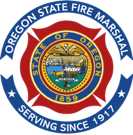 OREGON STATE FIRE MARSHAL
STATE OF OREGON
1859
SERVING SINCE 1917